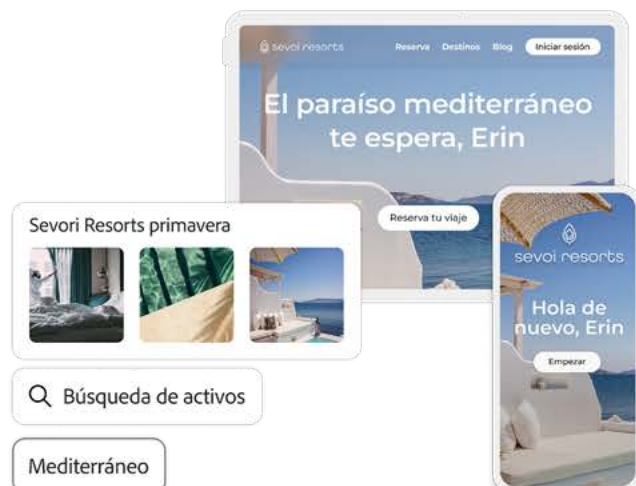 sevoi resorts
Reserva Destinos Blog Iniciar sesión
El paraíso mediterráneo
te espera, Erin
Reserva tu viaje
Sevori Resorts primavera
Búsqueda de activos
Mediterráneo
sevoi resorts
Hola de
nuevo, Erin
Empezar